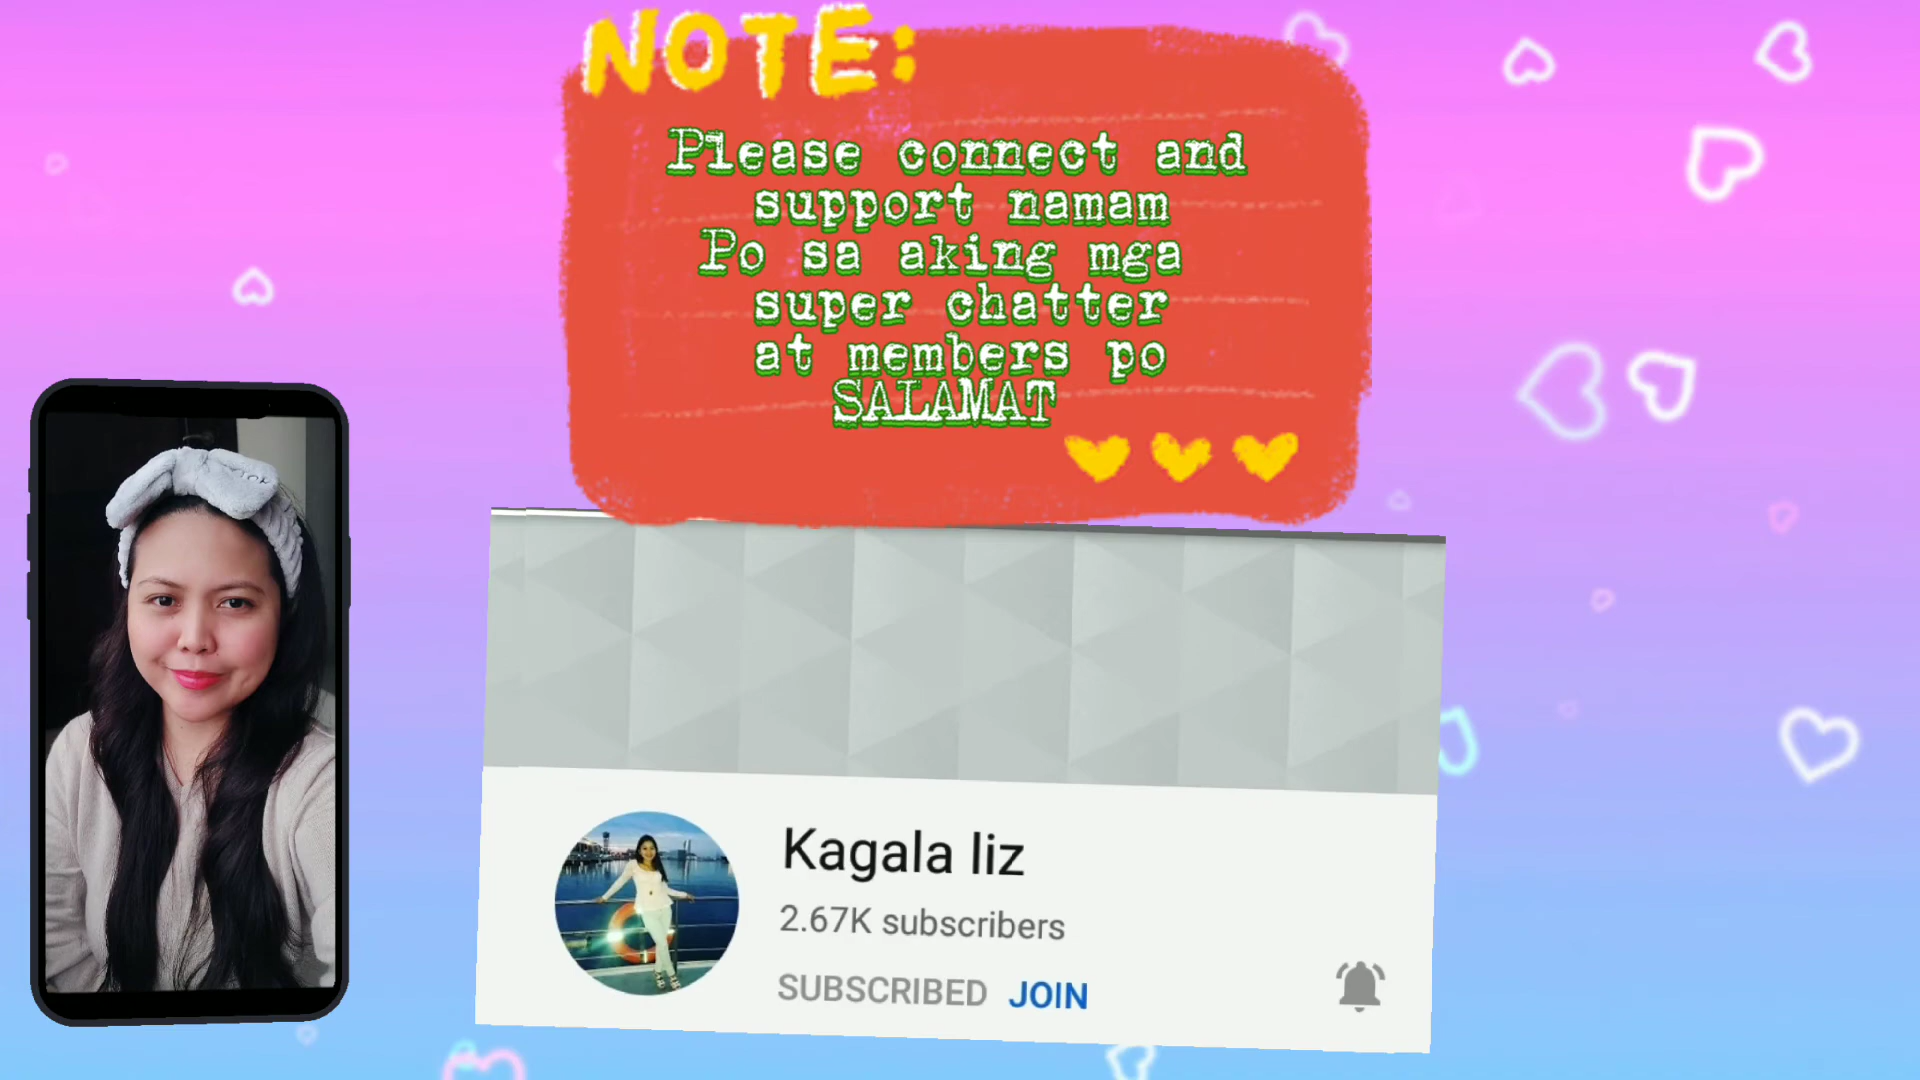 NOTE:
Please connect and
support namam
Po sa aking mga
super chatter
at members po
SALAMAT
Kagala liz
2.67K subscribers
SUBSCRIBED JOIN